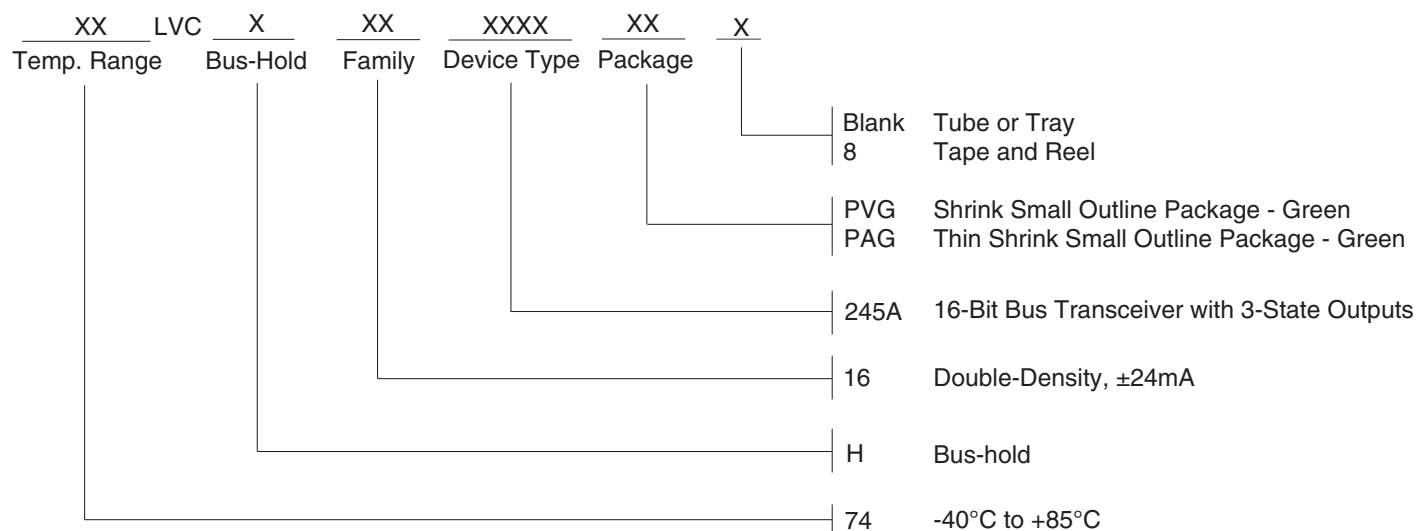 XX LVC X XX XXXX XX X
Temp. Range Bus-Hold Family Device Type Package
Blank Tube or Tray
8 Tape and Reel
PVG Shrink Small Outline Package - Green
PAG Thin Shrink Small Outline Package - Green
245A 16-Bit Bus Transceiver with 3-State Outputs
16 Double-Density, ±24mA
H Bus-hold
74 -40°C to +85°C